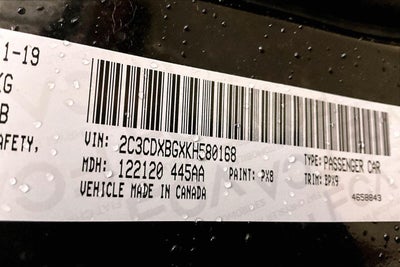 1-19
KG
B
AFETY,
VIN: 2C3CDXBGXKH580168
TYPE: PASSENGER CAR
MDH: 122120 445AA
PAINT: PX8
TRIM: BPX9
VEHICLE MADE IN CANADA
4658843